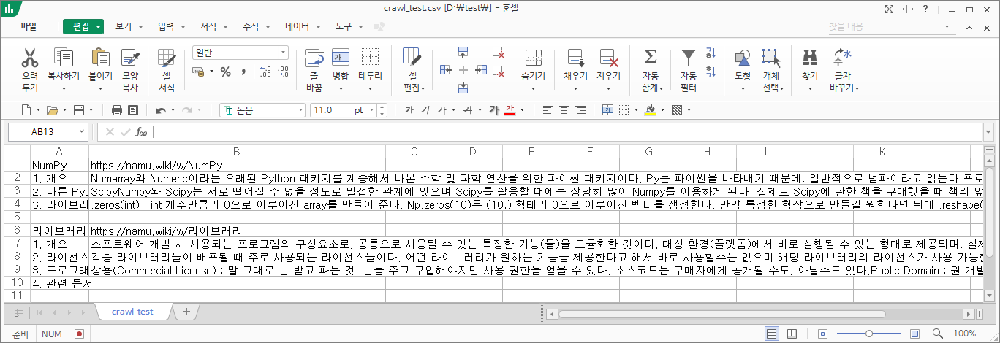 crawl_test.csv [D:₩test₩] - 훈셀
파일 편집 보기 입력 서식 수식 데이터 도구 찾을 내용
오려 두기 복사하기 붙이기 모양 복사 셀 서식 일반 줄 바꿈 병합 테두리 셀 편집 숨기기 채우기 지우기 자동 합계 자동 필터 도형 개체 선택 찾기 글자 바꾸기
돋움 11.0 pt 가 가 가 가 가 가 가
AB13
A B C D E F G H I J K L
1 NumPy https://namu.wiki/w/NumPy
2 1. 개요 Numarray와 Numeric이라는 오래된 Python 패키지를 계승해서 나온 수학 및 과학 연산을 위한 파이썬 패키지이다. Py는 파이썬을 나타내기 때문에, 일반적으로 넘파이라고 읽는다.프로
3 2. 다른 Pyt ScipyNumpy와 Scipy는 서로 떨어질 수 없을 정도로 밀접한 관계에 있으며 Scipy를 활용할 때에는 상당히 많이 Numpy를 이용하게 된다. 실제로 Scipy에 관한 책을 구매했을 때 책의 앞
4 3. 라이브러 .zeros(int) : int 개수만큼의 0으로 이루어진 array를 만들어 준다. Np.zeros(10)은 (10,) 형태의 0으로 이루어진 벡터를 생성한다. 만약 특정한 형상으로 만들길 원한다면 뒤에 .reshape(
5
6 라이브러리 https://namu.wiki/w/라이브러리
7 1. 개요 소프트웨어 개발 시 사용되는 프로그램의 구성요소로, 공통으로 사용될 수 있는 특정한 기능(들)을 모듈화한 것이다. 대상 환경(플랫폼)에서 바로 실행될 수 있는 형태로 제공되며, 실제
8 2. 라이선스 각종 라이브러리들이 배포될 때 주로 사용되는 라이선스들이다. 어떤 라이브러리가 원하는 기능을 제공한다고 해서 바로 사용할수는 없으며 해당 라이브러리의 라이선스가 사용 가능한
9 3. 프로그래 상용(Commercial License) : 말 그대로 돈 받고 파는 것. 돈을 주고 구입해야지만 사용 권한을 얻을 수 있다. 소스코드는 구매자에게 공개될 수도, 아닐수도 있다.Public Domain : 원 개발
10 4. 관련 문서
11
crawl_test
준비 NUM 100%